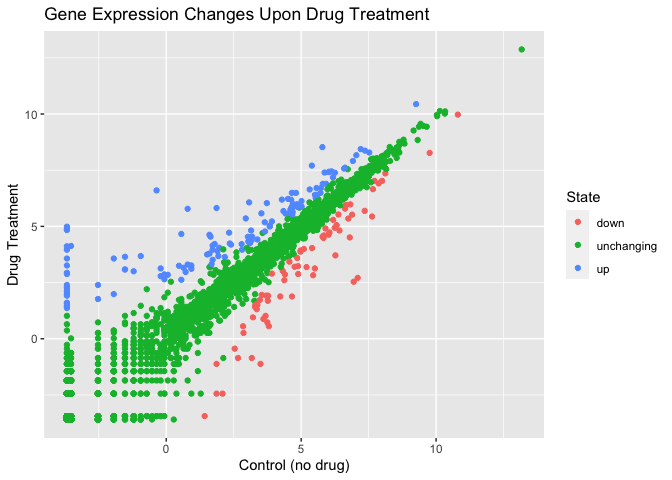 Gene Expression Changes Upon Drug Treatment
10
5
0
Drug Treatment
0 5 10
Control (no drug)
State
down
unchanging
up